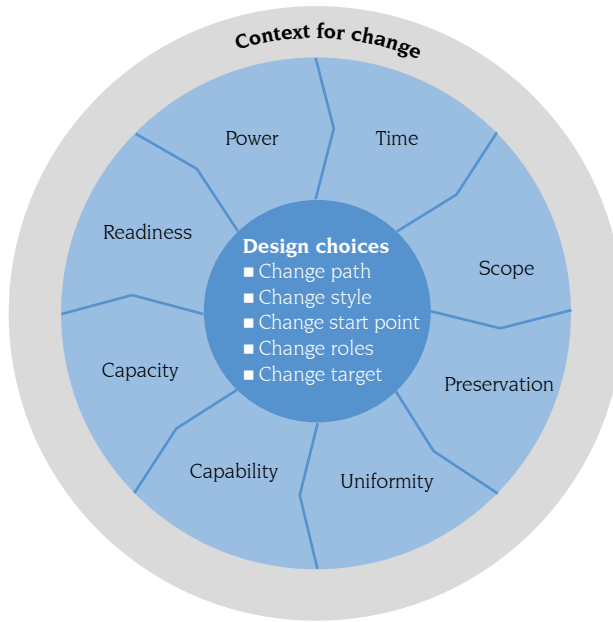 Context for change
Power
Time
Readiness
Scope
Design choices
■ Change path
■ Change style
■ Change start point
■ Change roles
■ Change target
Capacity
Preservation
Capability
Uniformity